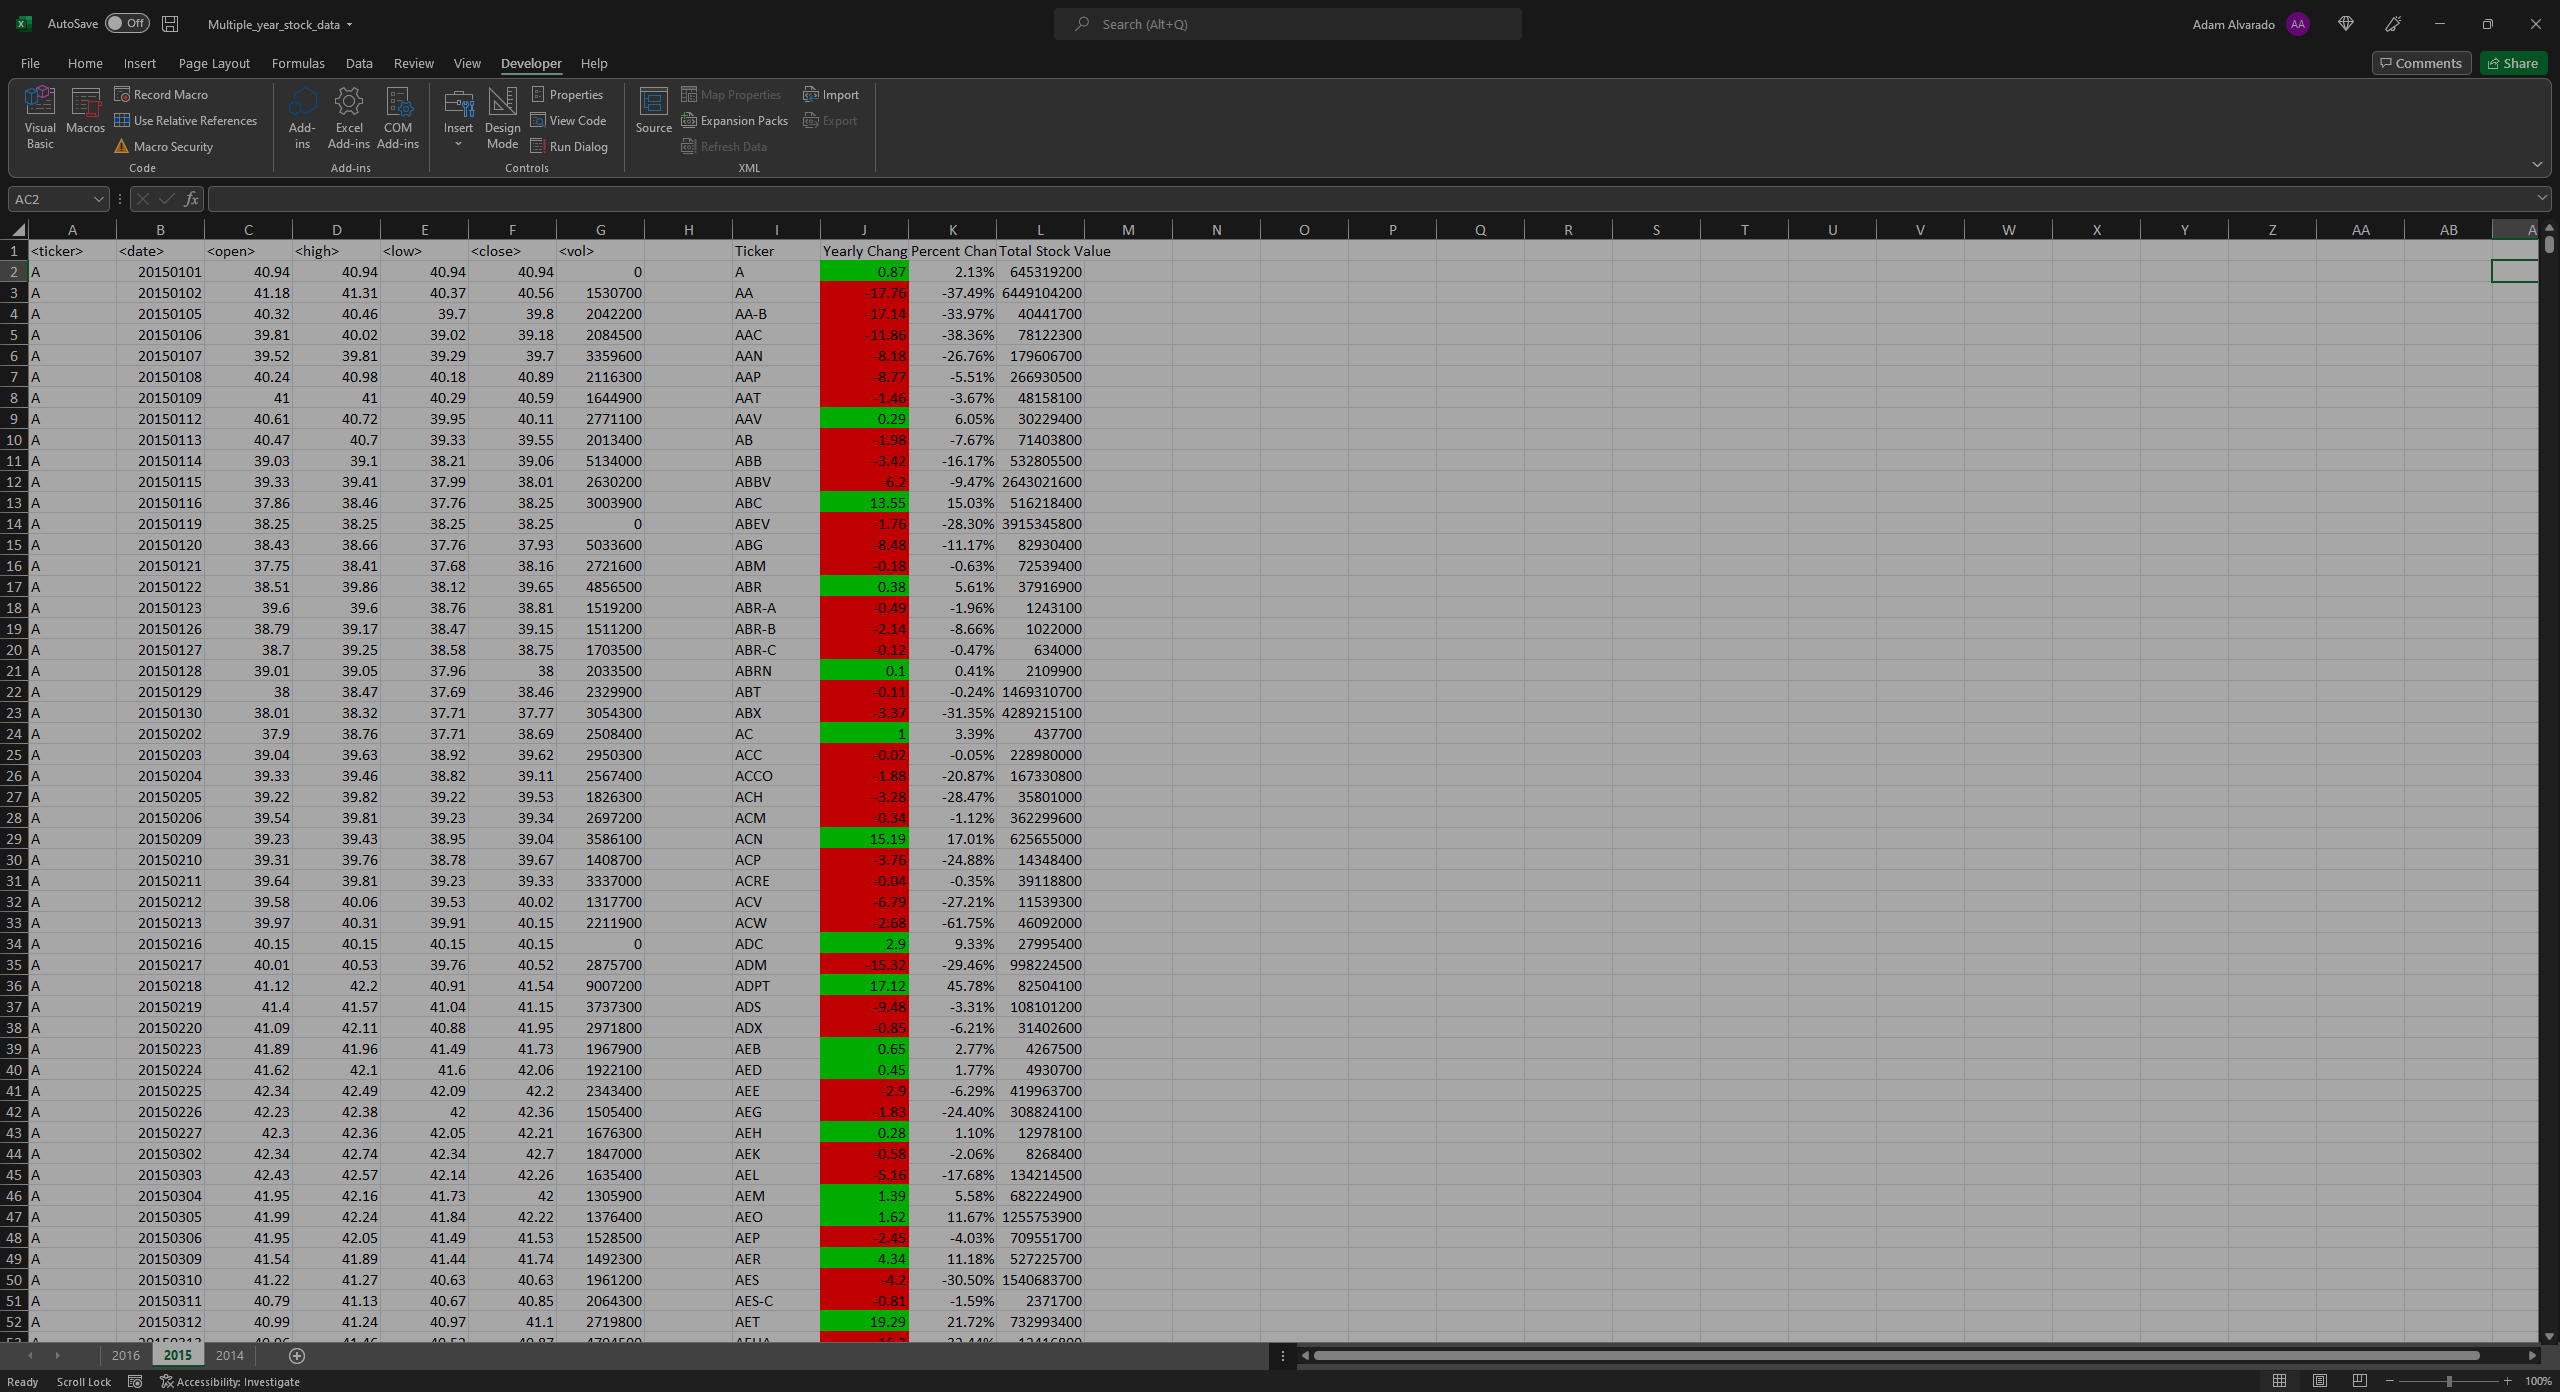 AutoSave Off Multiple_year_stock_data Search (Alt+Q) Adam Alvarado AA
File Home Insert Page Layout Formulas Data Review View Developer Help Comments Share
Visual Basic Macros Record Macro Use Relative References Macro Security Add-ins Excel Add-ins COM Add-ins Insert Design Mode Properties View Code Run Dialog Source Map Properties Expansion Packs Refresh Data Import Export
Code Add-ins Controls XML
AC2 fx
A B C D E F G H I J K L M N O P Q R S T U V W X Y Z AA AB A
1 <ticker> <date> <open> <high> <low> <close> <vol> Ticker Yearly Chang Percent Chan Total Stock Value
2 A 20150101 40.94 40.94 40.94 40.94 0 A 0.87 2.13% 645319200
3 A 20150102 41.18 41.31 40.37 40.56 1530700 AA -17.76 -37.49% 6449104200
4 A 20150105 40.32 40.46 39.7 39.8 2042200 AA-B -17.14 -33.97% 40441700
5 A 20150106 39.81 40.02 39.02 39.18 2084500 AAC -11.86 -38.36% 78122300
6 A 20150107 39.52 39.81 39.29 39.7 3359600 AAN -8.18 -26.76% 179606700
7 A 20150108 40.24 40.98 40.18 40.89 2116300 AAP -8.77 -5.51% 266930500
8 A 20150109 41 41 40.29 40.59 1644900 AAT -1.46 -3.67% 48158100
9 A 20150112 40.61 40.72 39.95 40.11 2771100 AAV 0.29 6.05% 30229400
10 A 20150113 40.47 40.7 39.33 39.55 2013400 AB -1.98 -7.67% 71403800
11 A 20150114 39.03 39.1 38.21 39.06 5134000 ABB -3.42 -16.17% 532805500
12 A 20150115 39.33 39.41 37.99 38.01 2630200 ABBV -6.2 -9.47% 2643021600
13 A 20150116 37.86 38.46 37.76 38.25 3003900 ABC 13.55 15.03% 516218400
14 A 20150119 38.25 38.25 38.25 38.25 0 ABEV -1.76 -28.30% 3915345800
15 A 20150120 38.43 38.66 37.76 37.93 5033600 ABG -8.48 -11.17% 82930400
16 A 20150121 37.75 38.41 37.68 38.16 2721600 ABM -0.18 -0.63% 72539400
17 A 20150122 38.51 39.86 38.12 39.65 4856500 ABR 0.38 5.61% 37916900
18 A 20150123 39.6 39.6 38.76 38.81 1519200 ABR-A -0.49 -1.96% 1243100
19 A 20150126 38.79 39.17 38.47 39.15 1511200 ABR-B -2.14 -8.66% 1022000
20 A 20150127 38.7 39.25 38.58 38.75 1703500 ABR-C -0.12 -0.47% 634000
21 A 20150128 39.01 39.05 37.96 38 2033500 ABRN 0.1 0.41% 2109900
22 A 20150129 38 38.47 37.69 38.46 2329900 ABT -0.11 -0.24% 1469310700
23 A 20150130 38.01 38.32 37.71 37.77 3054300 ABX -3.37 -31.35% 4289215100
24 A 20150202 37.9 38.76 37.71 38.69 2508400 AC 1 3.39% 437700
25 A 20150203 39.04 39.63 38.92 39.62 2950300 ACC -0.02 -0.05% 228980000
26 A 20150204 39.33 39.46 38.82 39.11 2567400 ACCO -1.88 -20.87% 167330800
27 A 20150205 39.22 39.82 39.22 39.53 1826300 ACH -3.28 -28.47% 35801000
28 A 20150206 39.54 39.81 39.23 39.34 2697200 ACM -0.34 -1.12% 362299600
29 A 20150209 39.23 39.43 38.95 39.04 3586100 ACN 15.19 17.01% 625655000
30 A 20150210 39.31 39.76 38.78 39.67 1408700 ACP -3.76 -24.88% 14348400
31 A 20150211 39.64 39.81 39.23 39.33 3337000 ACRE -0.04 -0.35% 39118800
32 A 20150212 39.58 40.06 39.53 40.02 1317700 ACV -6.79 -27.21% 11539300
33 A 20150213 39.97 40.31 39.91 40.15 2211900 ACW -2.68 -61.75% 46092000
34 A 20150216 40.15 40.15 40.15 40.15 0 ADC 2.9 9.33% 27995400
35 A 20150217 40.01 40.53 39.76 40.52 2875700 ADM -15.32 -29.46% 998224500
36 A 20150218 41.12 42.2 40.91 41.54 9007200 ADPT 17.12 45.78% 82504100
37 A 20150219 41.4 41.57 41.04 41.15 3737300 ADS -9.48 -3.31% 108101200
38 A 20150220 41.09 42.11 40.88 41.95 2971800 ADX -0.85 -6.21% 31402600
39 A 20150223 41.89 41.96 41.49 41.73 1967900 AEB 0.65 2.77% 4267500
40 A 20150224 41.62 42.1 41.6 42.06 1922100 AED 0.45 1.77% 4930700
41 A 20150225 42.34 42.49 42.09 42.2 2343400 AEE -2.9 -6.29% 419963700
42 A 20150226 42.23 42.38 42 42.36 1505400 AEG -1.83 -24.40% 308824100
43 A 20150227 42.3 42.36 42.05 42.21 1676300 AEH 0.28 1.10% 12978100
44 A 20150302 42.34 42.74 42.34 42.7 1847000 AEK -0.58 -2.06% 8268400
45 A 20150303 42.43 42.57 42.14 42.26 1635400 AEL -5.16 -17.68% 134214500
46 A 20150304 41.95 42.16 41.73 42 1305900 AEM 1.39 5.58% 682224900
47 A 20150305 41.99 42.24 41.84 42.22 1376400 AEO 1.62 11.67% 1255753900
48 A 20150306 41.95 42.05 41.49 41.53 1528500 AEP -2.45 -4.03% 709551700
49 A 20150309 41.54 41.89 41.44 41.74 1492300 AER 4.34 11.18% 527225700
50 A 20150310 41.22 41.27 40.63 40.63 1961200 AES -4.2 -30.50% 1540683700
51 A 20150311 40.79 41.13 40.67 40.85 2064300 AES-C -0.81 -1.59% 2371700
52 A 20150312 40.99 41.24 40.97 41.1 2719800 AET 19.29 21.72% 732993400
2016 2015 2014
Ready Scroll Lock Accessibility: Investigate 100%